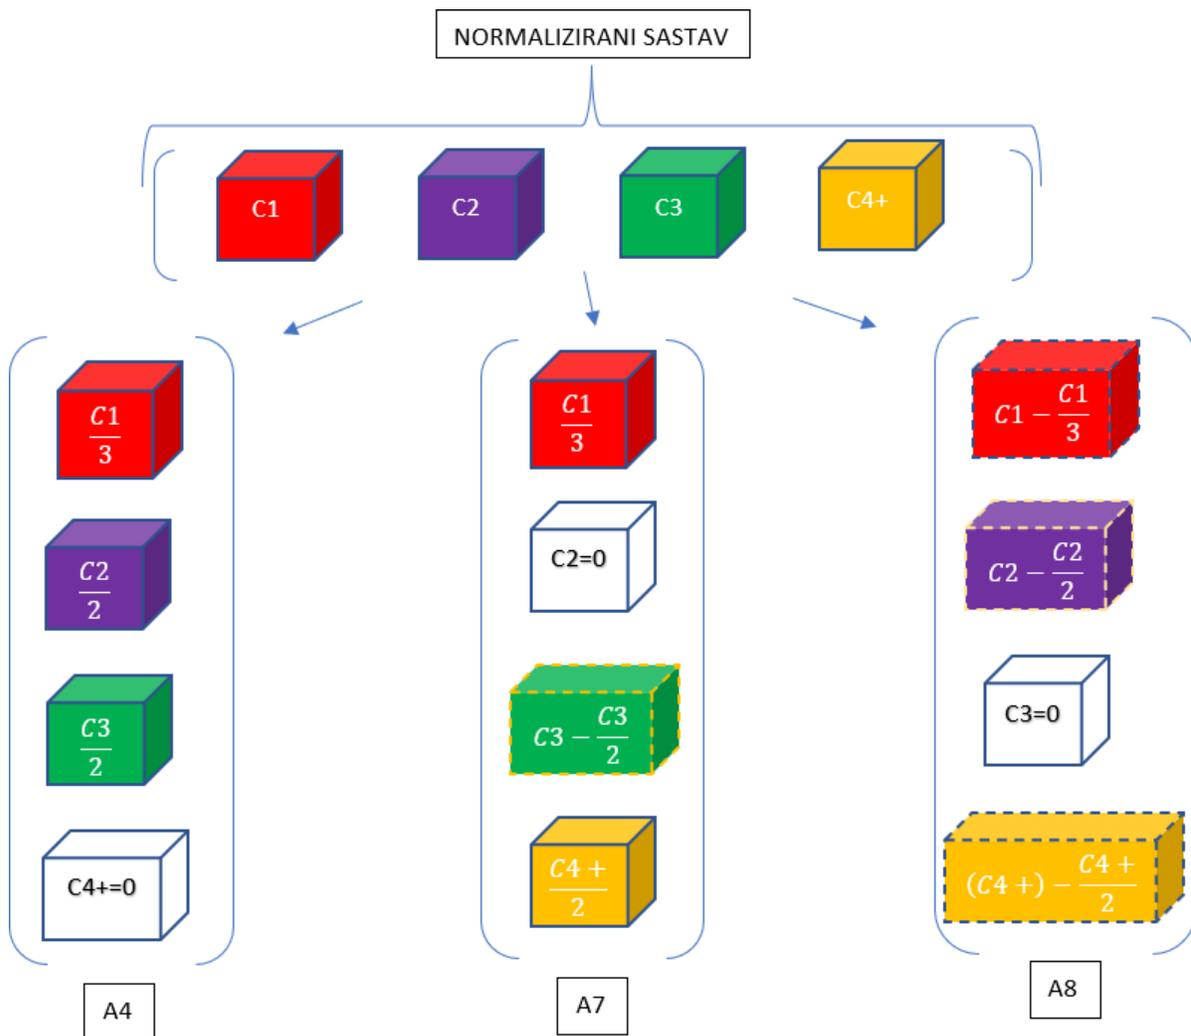 NORMALIZIRANI SASTAV
C1
C2
C3
C4+
C1
3
C2
2
C3
2
C4+=0
A4
C1
3
C2=0
C3 − C3
2
C4 +
2
A7
C1 − C1
3
C2 − C2
2
C3=0
(C4 +) − C4 +
2
A8